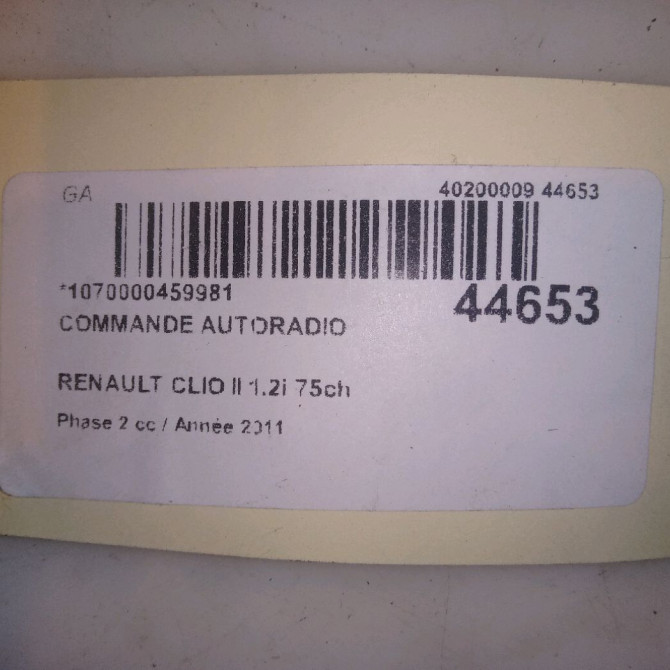 GA 40200009 44653
*1070000459981 44653
COMMANDE AUTORADIO
RENAULT CLIO II 1.2i 75ch
Phase 2 cc / Année 2011